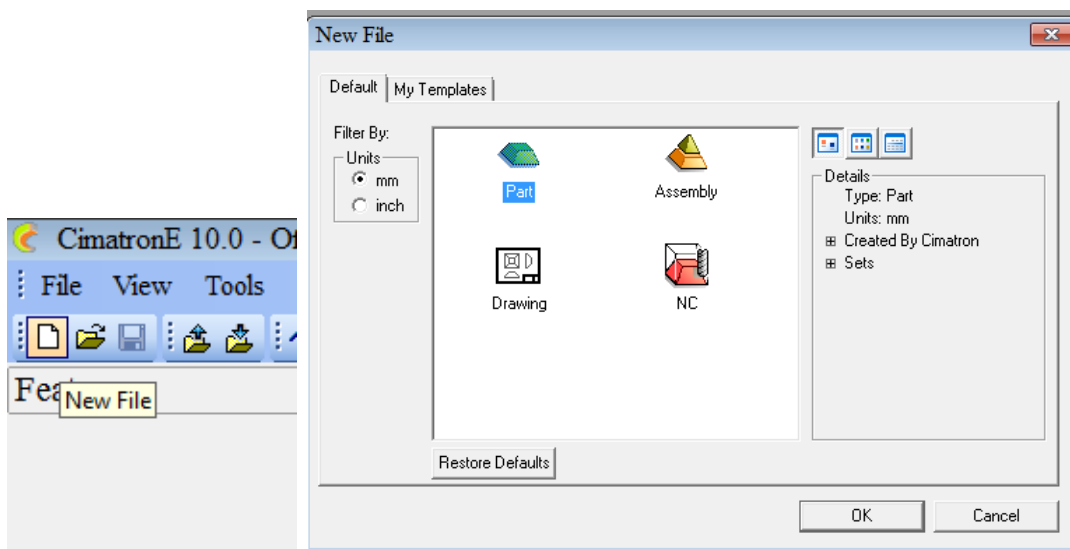 CimatronE 10.0 - Of
File View Tools
New File
New File
Default My Templates
Filter By:
Units
mm
inch
Part
Assembly
Drawing
NC
Details
Type: Part
Units: mm
Created By Cimatron
Sets
Restore Defaults
OK Cancel